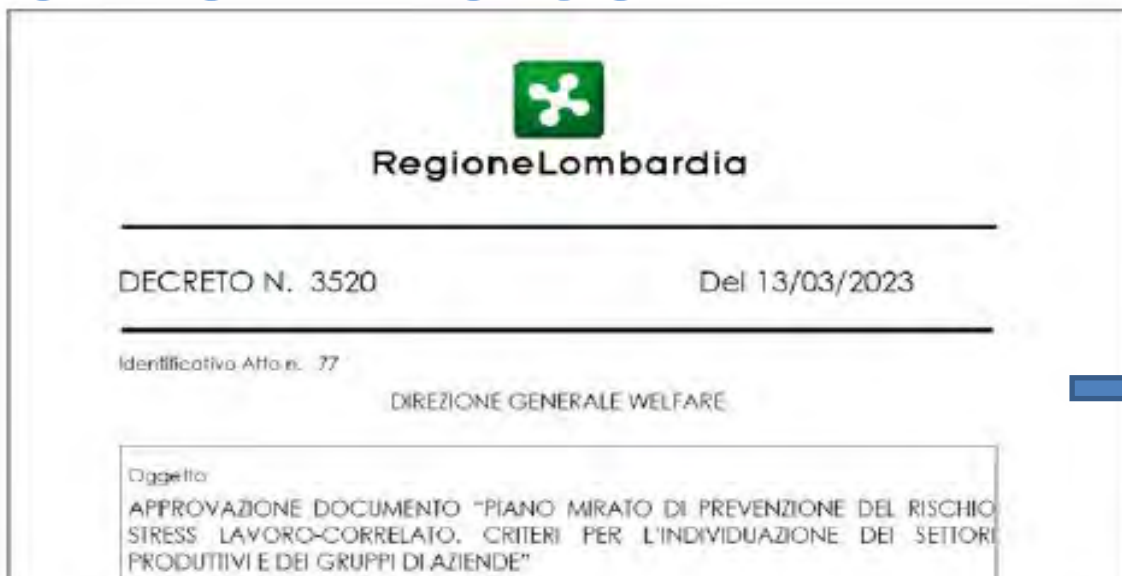 RegioneLombardia
DECRETO N. 3520 Del 13/03/2023
Identificativo Atto n. 77
DIREZIONE GENERALE WELFARE
Oggetto
APPROVAZIONE DOCUMENTO "PIANO MIRATO DI PREVENZIONE DEL RISCHIO
STRESS LAVORO-CORRELATO. CRITERI PER L'INDIVIDUAZIONE DEI SETTORI
PRODUTTIVI E DEI GRUPPI DI AZIENDE"